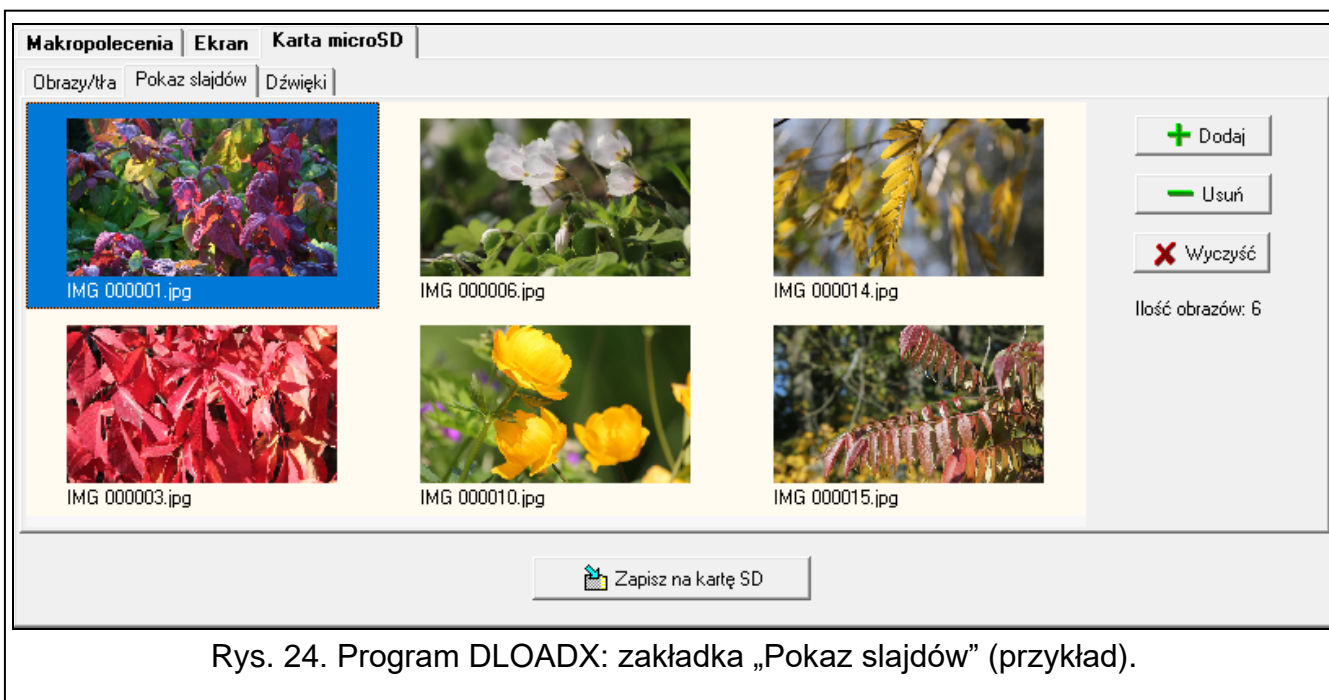 Makropolecenia Ekran Karta microSD
Obrazy/tła Pokaz slajdów Dźwięki
IMG 000001.jpg IMG 000006.jpg IMG 000014.jpg
IMG 000003.jpg IMG 000010.jpg IMG 000015.jpg
Dodaj
Usuń
Wyczyść
Ilość obrazów: 6
Zapisz na kartę SD
Rys. 24. Program DLOADX: zakładka „Pokaz slajdów” (przykład).